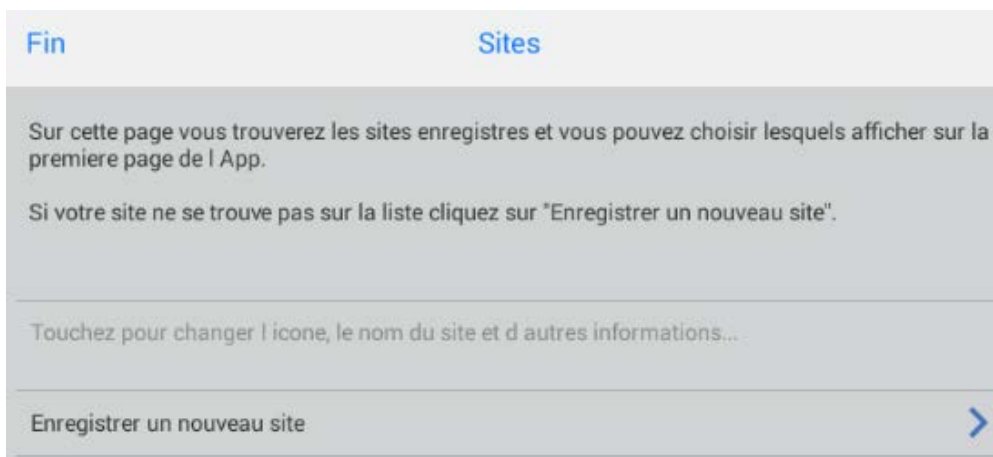 Fin
Sites
Sur cette page vous trouverez les sites enregistres et vous pouvez choisir lesquels afficher sur la
premiere page de l App.
Si votre site ne se trouve pas sur la liste cliquez sur "Enregistrer un nouveau site".
Touchez pour changer l icone, le nom du site et d autres informations...
Enregistrer un nouveau site